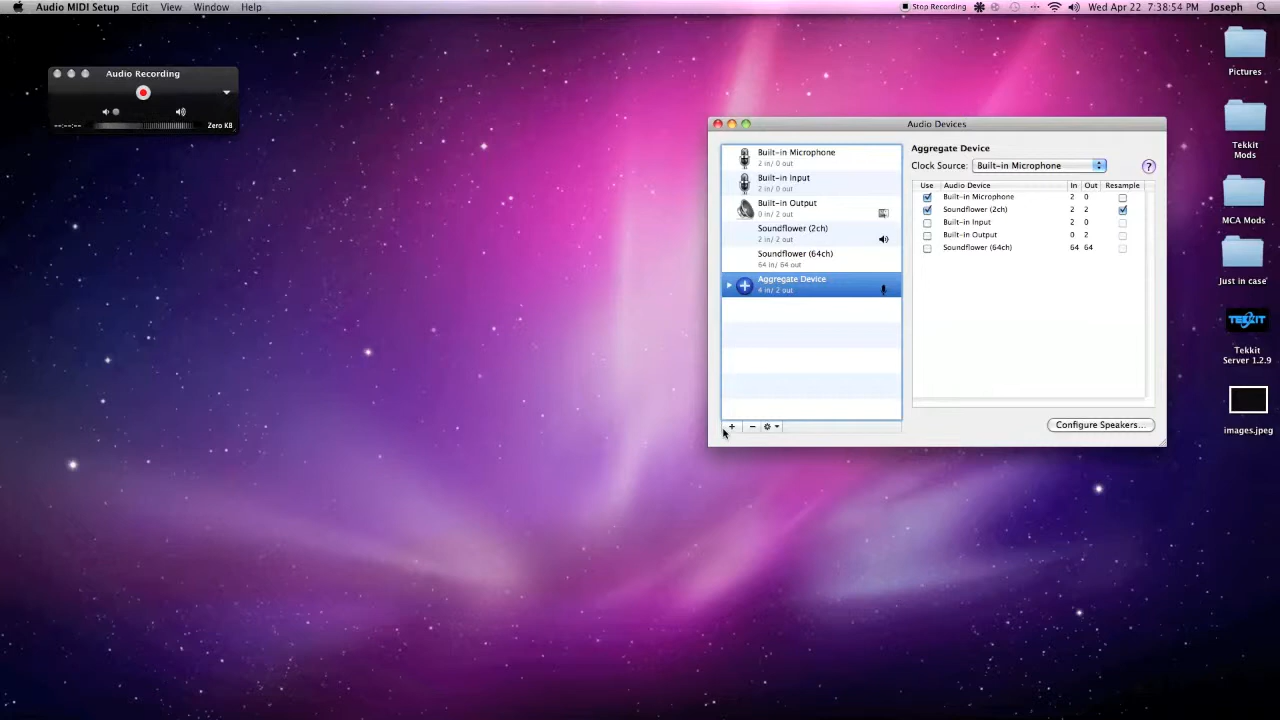 Audio MIDI Setup Edit View Window Help
Stop Recording Wed Apr 22 7:38:54 PM Joseph
Audio Recording
--:--:-- Zero KB
Audio Devices
Built-in Microphone
2 in/ 0 out
Built-in Input
2 in/ 0 out
Built-in Output
0 in/ 2 out
Soundflower (2ch)
2 in/ 2 out
Soundflower (64ch)
64 in/ 64 out
Aggregate Device
4 in/ 2 out
Aggregate Device
Clock Source: Built-in Microphone ?
Use Audio Device In Out Resample
Built-in Microphone 2 0
Soundflower (2ch) 2 2
Built-in Input 2 0
Built-in Output 0 2
Soundflower (64ch) 64 64
Configure Speakers...
Pictures
Tekkit
Mods
MCA Mods
Just in case'
TEKKIT
Tekkit
Server 1.2.9
images.jpeg